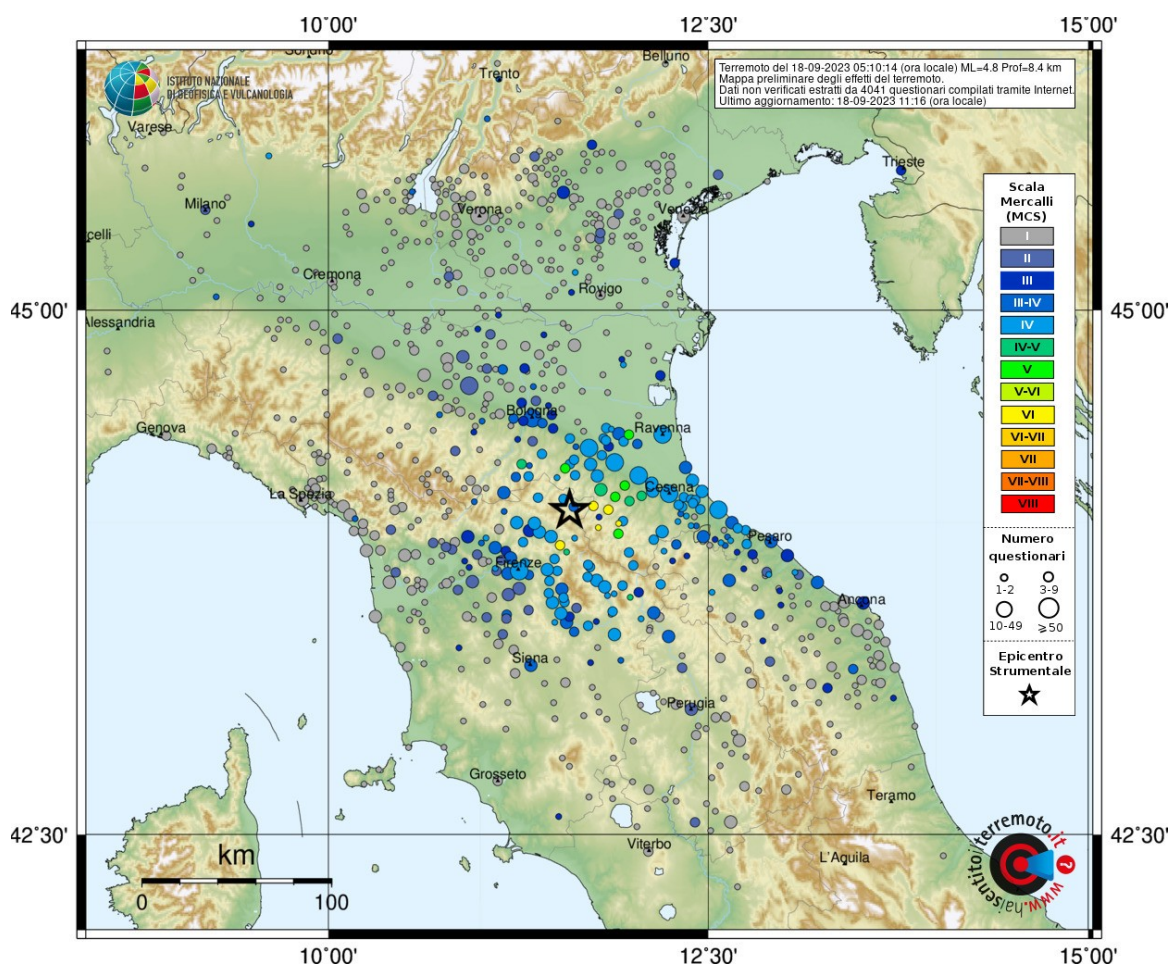 10°00'
12°30'
15°00'
Belluno
Trento
ISTITUTO NAZIONALE
DI GEOFISICA E VULCANOLOGIA
Terremoto del 18-09-2023 05:10:14 (ora locale) ML=4.8 Prof=8.4 km
Mappa preliminare degli effetti del terremoto.
Dati non verificati estratti da 4041 questionari compilati tramite Internet.
Ultimo aggiornamento: 18-09-2023 11:16 (ora locale)
Varese
Trieste
Milano
Verona
Venezia
celli
Cremona
Rovigo
45°00'
45°00'
Alessandria
Bologna
Genova
Ravenna
La Spezia
Cesena
Firenze
Pesaro
Ancona
Siena
Perugia
Grosseto
Teramo
42°30'
42°30'
Viterbo
L'Aquila
Scala
Mercalli
(MCS)
I
II
III
III-IV
IV
IV-V
V
V-VI
VI
VI-VII
VII
VII-VIII
VIII
Numero
questionari
1-2
3-9
10-49
⩾50
Epicentro
Strumentale
km
0
100
www.haisentitoilterremoto.it
?
10°00'
12°30'
15°00'